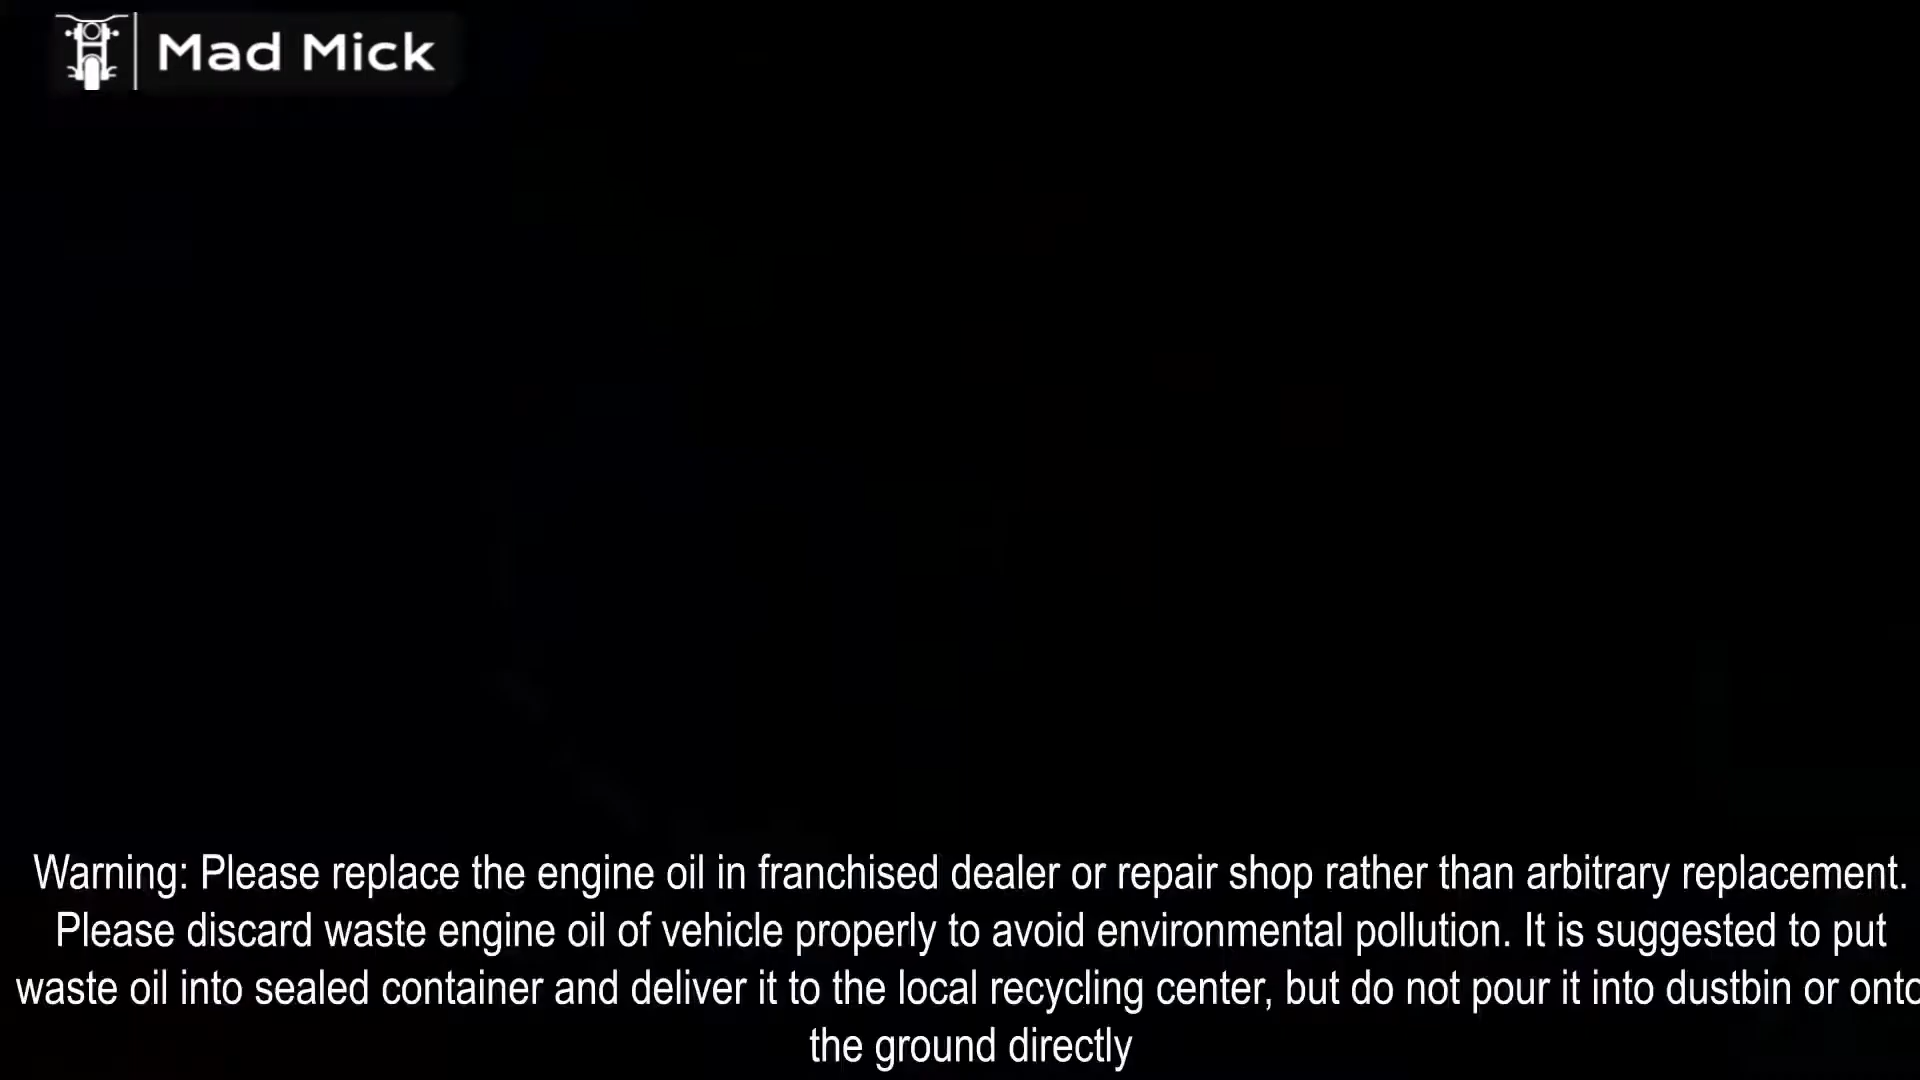 Mad Mick
Warning: Please replace the engine oil in franchised dealer or repair shop rather than arbitrary replacement.
Please discard waste engine oil of vehicle properly to avoid environmental pollution. It is suggested to put
waste oil into sealed container and deliver it to the local recycling center, but do not pour it into dustbin or onto
the ground directly